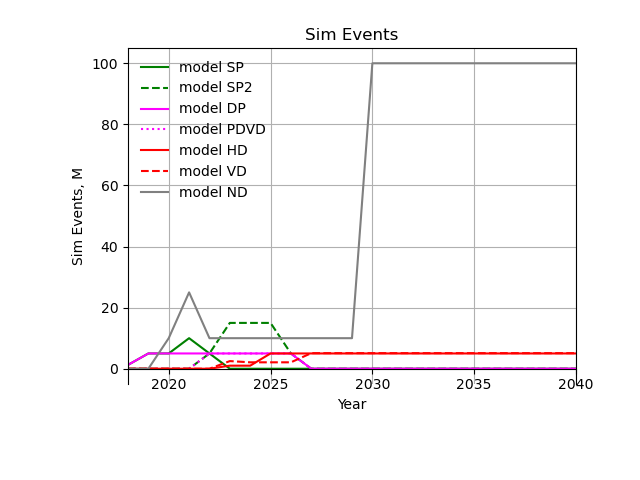 Sim Events
100
80
60
40
20
0
Sim Events, M
model SP
model SP2
model DP
model PDVD
model HD
model VD
model ND
2020 2025 2030 2035 2040
Year